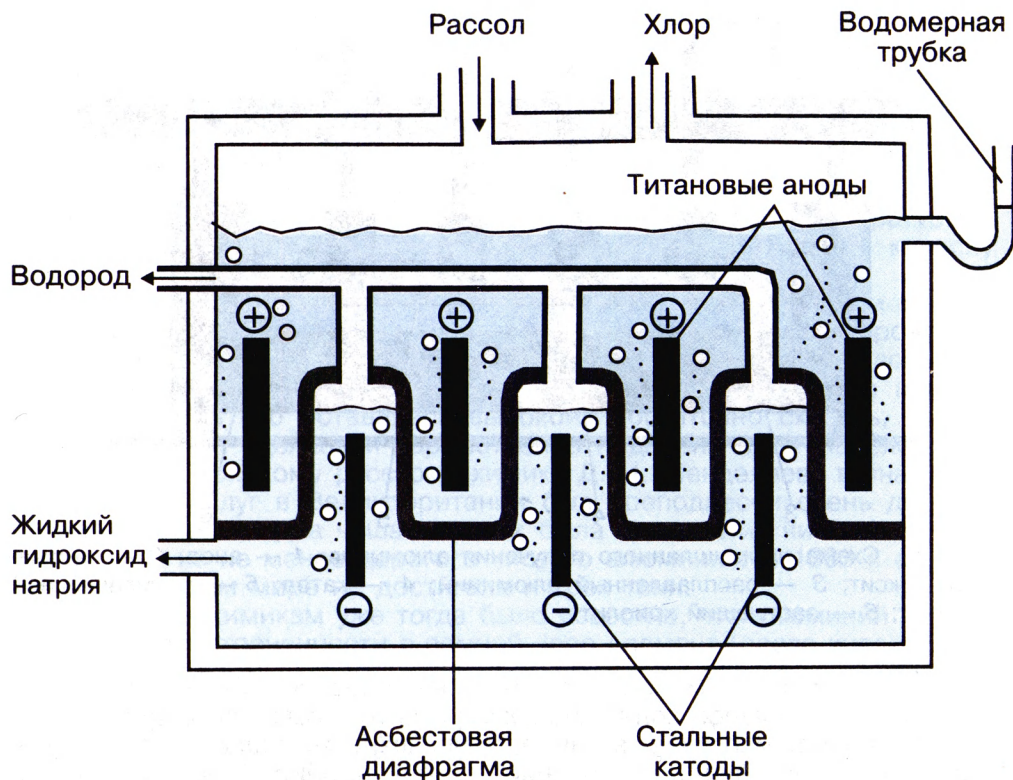 Рассол
Хлор
Водомерная
трубка
Титановые аноды
Водород
+
+
+
+
Жидкий
гидроксид
натрия
−
−
−
Асбестовая
диафрагма
Стальные
катоды